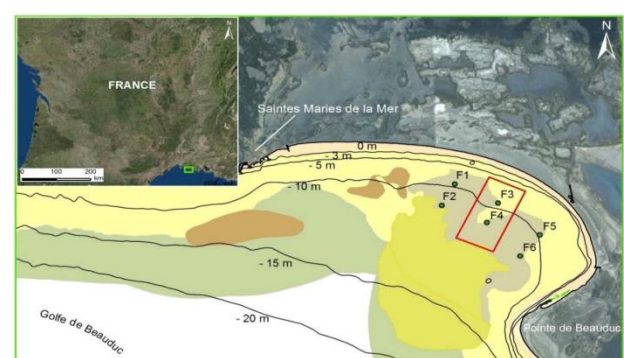 N
FRANCE
0 100 200
km
N
Saintes Maries de la Mer
0 m
- 3 m
- 5 m
- 10 m
F1
F2
F3
F4
F5
F6
- 15 m
- 20 m
Golfe de Beauduc
Pointe de Beauduc